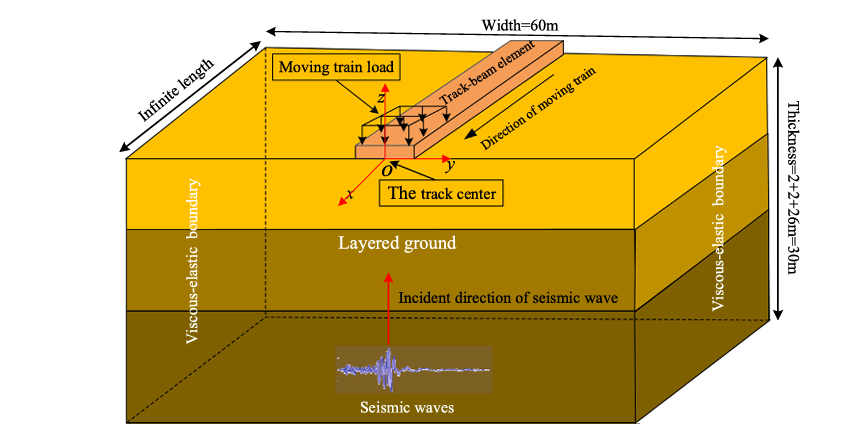 Width=60m
Moving train load
Track-beam element
Infinite length
z
Direction of moving train
Thickness=2+2+26m=30m
o
y
x
The track center
Viscous-elastic boundary
Viscous-elastic boundary
Layered ground
Incident direction of seismic wave
Seismic waves